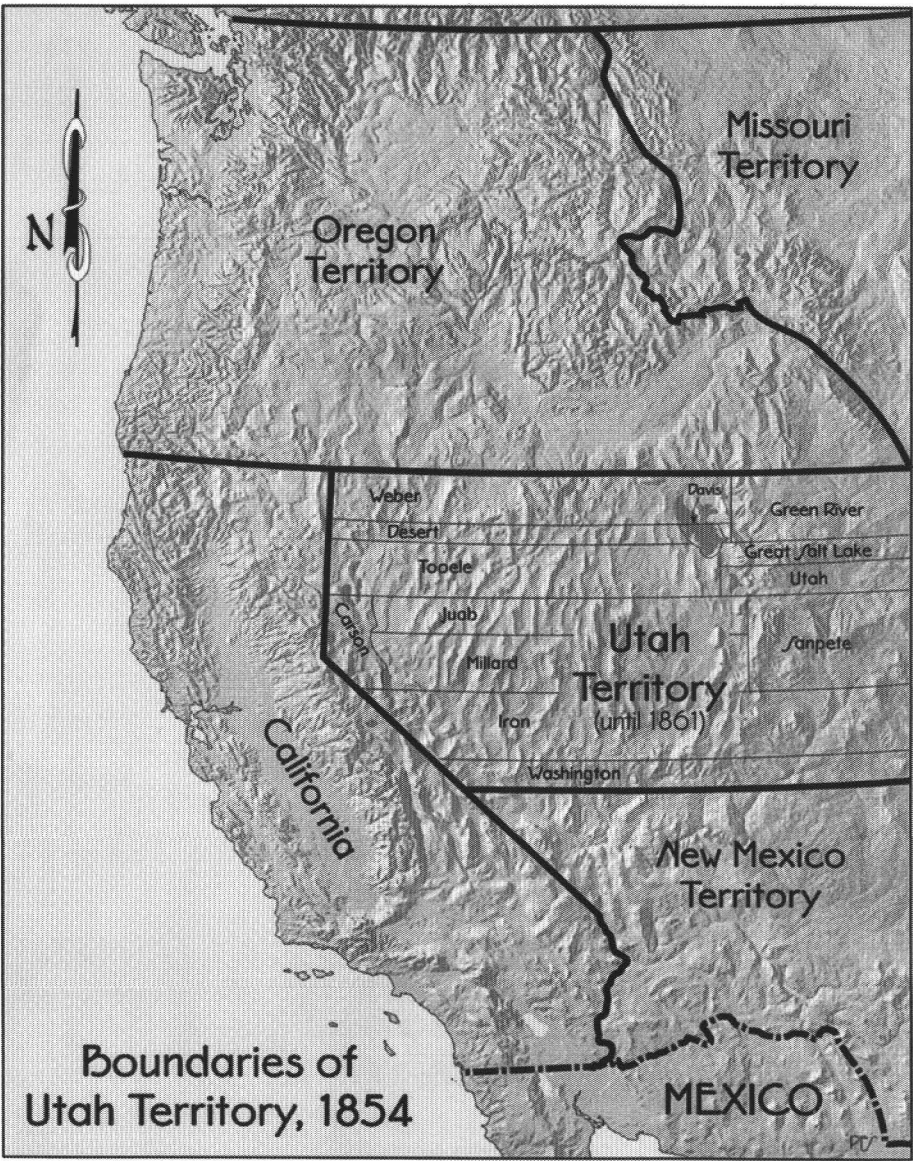 Missouri
Territory
N
Oregon
Territory
Weber
Davis
Green River
Desert
Great Salt Lake
Tooele
Utah
Carson
Juab
Utah
Territory
(until 1861)
Sanpete
Millard
Iron
Washington
California
New Mexico
Territory
Boundaries of
Utah Territory, 1854
MEXICO